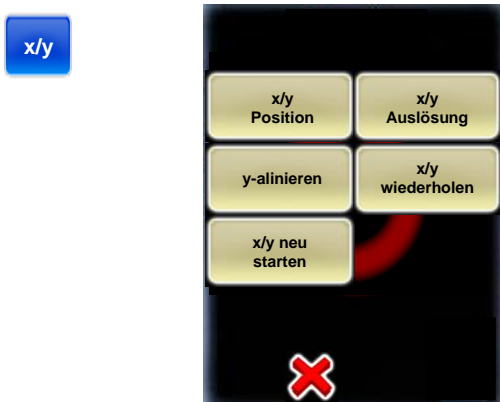 x/y
x/y
Position
x/y
Auslösung
y-alinieren
x/y
wiederholen
x/y neu
starten